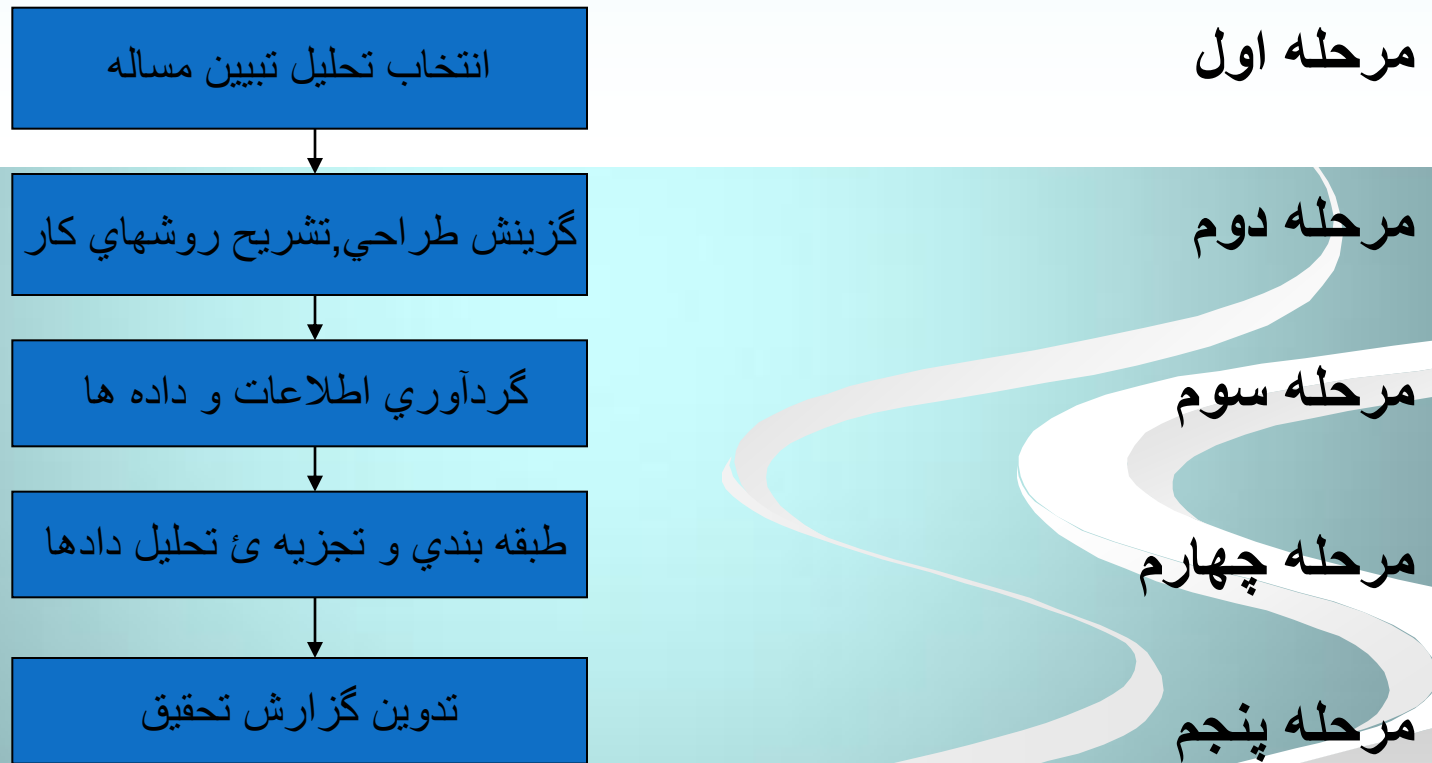 مرحله اول
انتخاب تحليل تبيين مساله
مرحله دوم
گزينش طراحي,تشريح روشهاي کار
مرحله سوم
گردآوري اطلاعات و داده ها
مرحله چهارم
طبقه بندي و تجزيه ئ تحليل دادها
مرحله پنجم
تدوين گزارش تحقيق